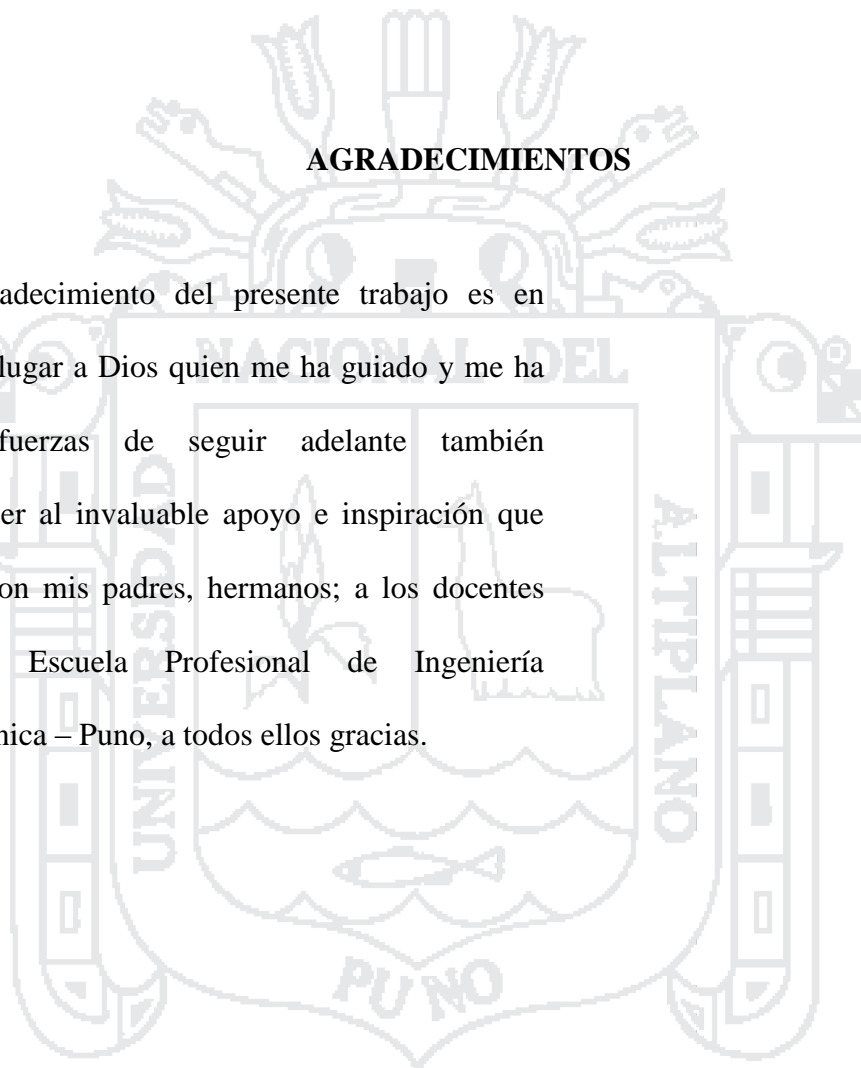 AGRADECIMIENTOS
adecimiento del presente trabajo es en
lugar a Dios quien me ha guiado y me ha
fuerzas de seguir adelante también
er al invaluable apoyo e inspiración que
on mis padres, hermanos; a los docentes
Escuela Profesional de Ingeniería
nica – Puno, a todos ellos gracias.
UNIVERSIDAD
NACIONAL DEL
ALTIPLANO
PUNO